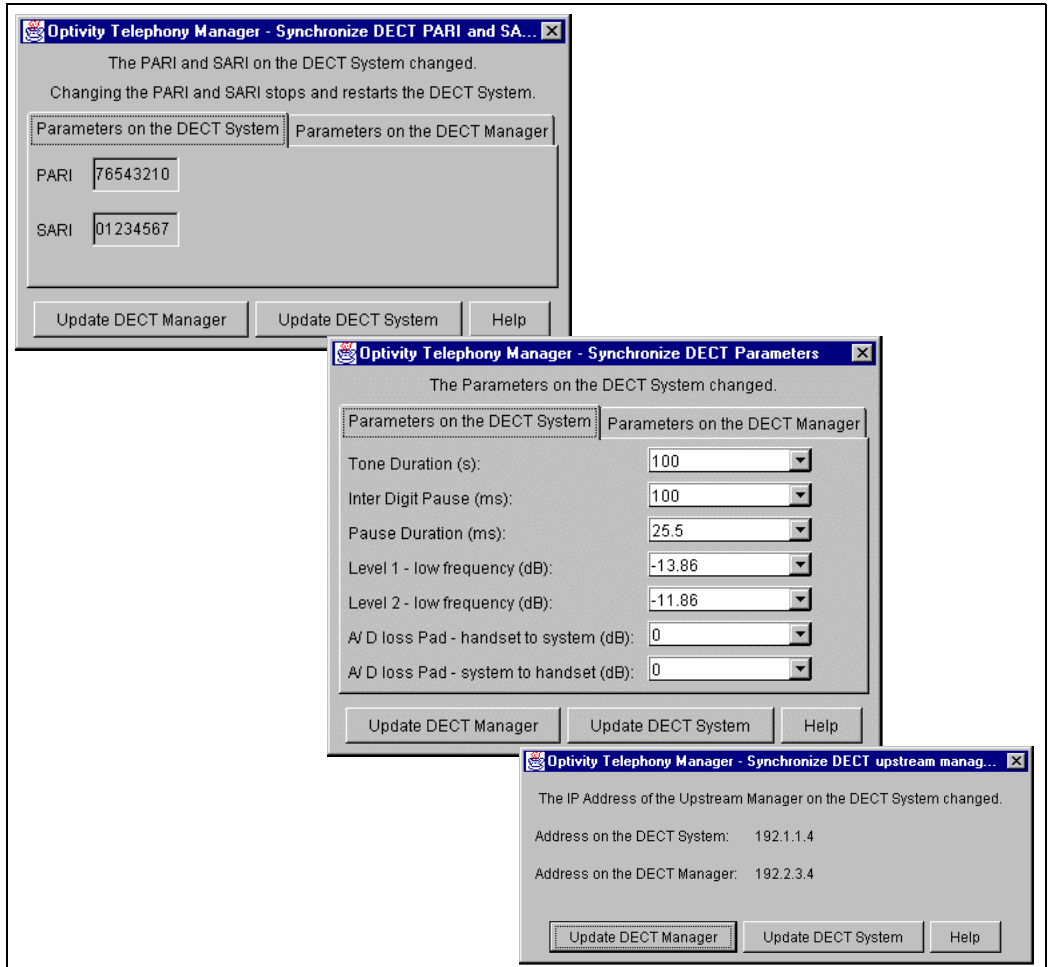 Optivity Telephony Manager - Synchronize DECT PARI and SA...
The PARI and SARI on the DECT System changed.
Changing the PARI and SARI stops and restarts the DECT System.
Parameters on the DECT System Parameters on the DECT Manager
PARI 76543210
SARI 01234567
Update DECT Manager Update DECT System Help
Optivity Telephony Manager - Synchronize DECT Parameters
The Parameters on the DECT System changed.
Parameters on the DECT System Parameters on the DECT Manager
Tone Duration (s): 100
Inter Digit Pause (ms): 100
Pause Duration (ms): 25.5
Level 1 - low frequency (dB): -13.86
Level 2 - low frequency (dB): -11.86
A/D loss Pad - handset to system (dB): 0
A/D loss Pad - system to handset (dB): 0
Update DECT Manager Update DECT System Help
Optivity Telephony Manager - Synchronize DECT upstream manag...
The IP Address of the Upstream Manager on the DECT System changed.
Address on the DECT System: 192.1.1.4
Address on the DECT Manager: 192.2.3.4
Update DECT Manager Update DECT System Help